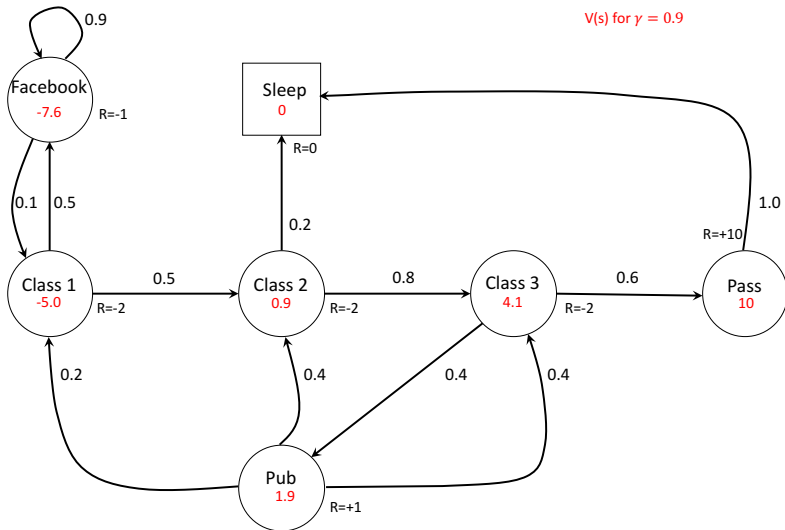 0.9
V(s) for γ = 0.9
Facebook
-7.6
R=-1
Sleep
0
R=0
0.1
0.5
0.2
1.0
R=+10
Class 1
-5.0
R=-2
0.5
Class 2
0.9
R=-2
0.8
Class 3
4.1
R=-2
0.6
Pass
10
0.2
0.4
0.4
0.4
Pub
1.9
R=+1